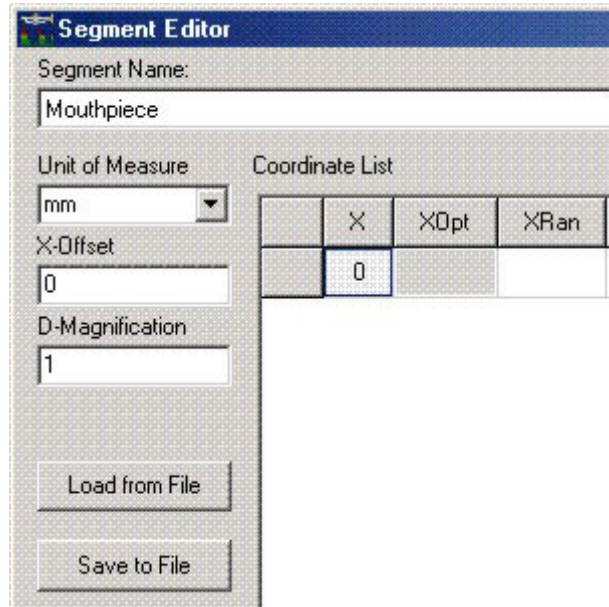 Segment Editor
Segment Name:
Mouthpiece
Unit of Measure
Coordinate List
mm
X XOpt XRan
X-Offset
0
0
D-Magnification
1
Load from File
Save to File